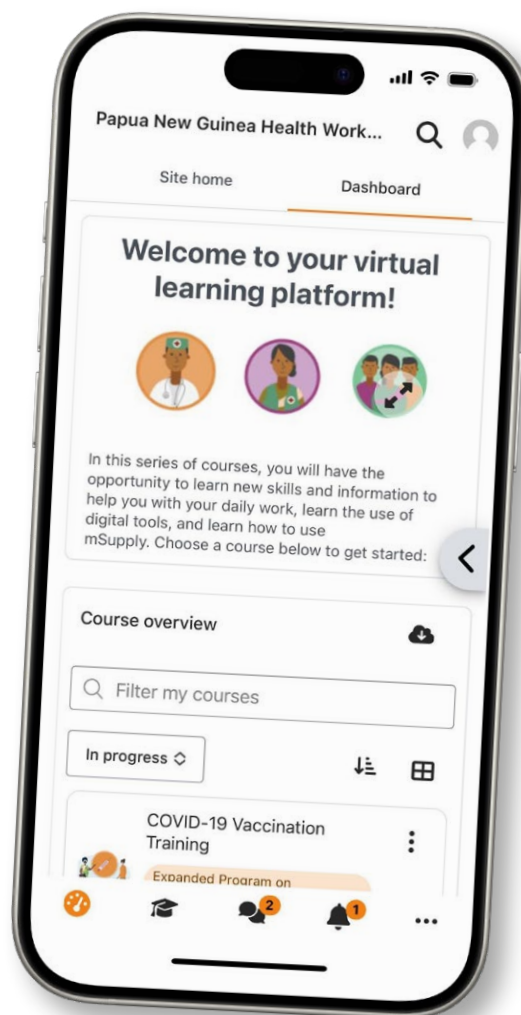 Papua New Guinea Health Work...
Site home
Dashboard
Welcome to your virtual
learning platform!
In this series of courses, you will have the
opportunity to learn new skills and information to
help you with your daily work, learn the use of
digital tools, and learn how to use
mSupply. Choose a course below to get started:
Course overview
Filter my courses
In progress
COVID-19 Vaccination
Training
Expanded Program on
2
1